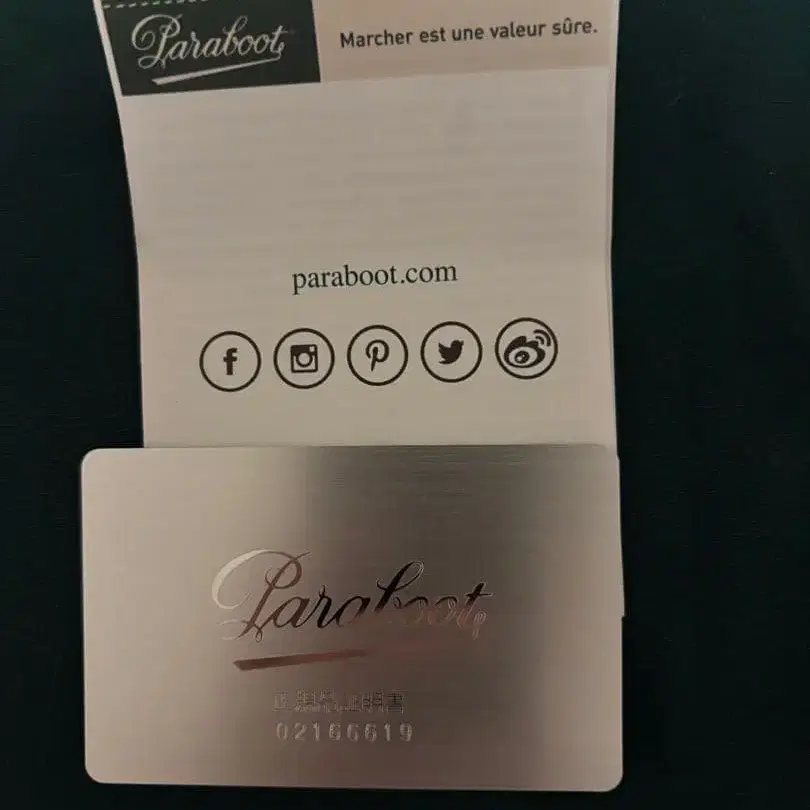 Paraboot
Marcher est une valeur sûre.
paraboot.com
Paraboot
正規品証明書
02166619